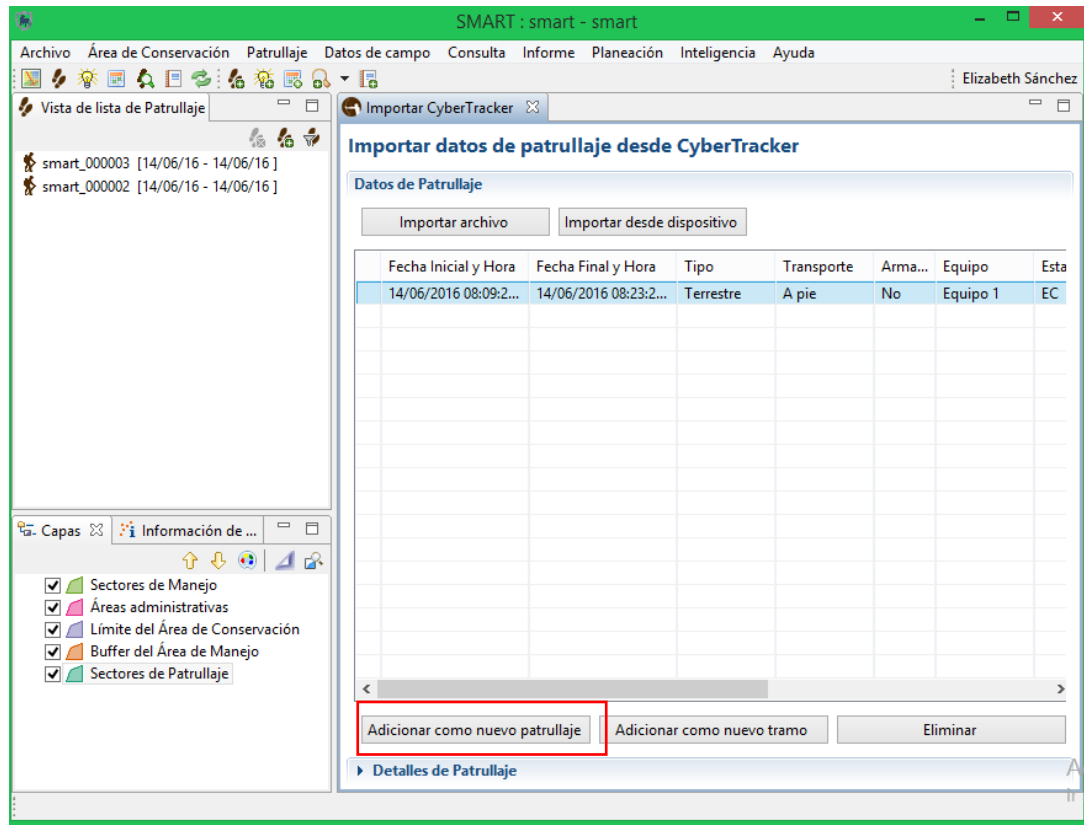 SMART : smart - smart
Archivo Área de Conservación Patrullaje Datos de campo Consulta Informe Planeación Inteligencia Ayuda
Elizabeth Sánchez
Vista de lista de Patrullaje
smart_000003 [14/06/16 - 14/06/16 ]
smart_000002 [14/06/16 - 14/06/16 ]
Importar CyberTracker
Importar datos de patrullaje desde CyberTracker
Datos de Patrullaje
Importar archivo Importar desde dispositivo
Fecha Inicial y Hora Fecha Final y Hora Tipo Transporte Arma... Equipo Esta
14/06/2016 08:09:2... 14/06/2016 08:23:2... Terrestre A pie No Equipo 1 EC
Adicionar como nuevo patrullaje Adicionar como nuevo tramo Eliminar
Detalles de Patrullaje
Capas Información de ...
Sectores de Manejo
Áreas administrativas
Límite del Área de Conservación
Buffer del Área de Manejo
Sectores de Patrullaje